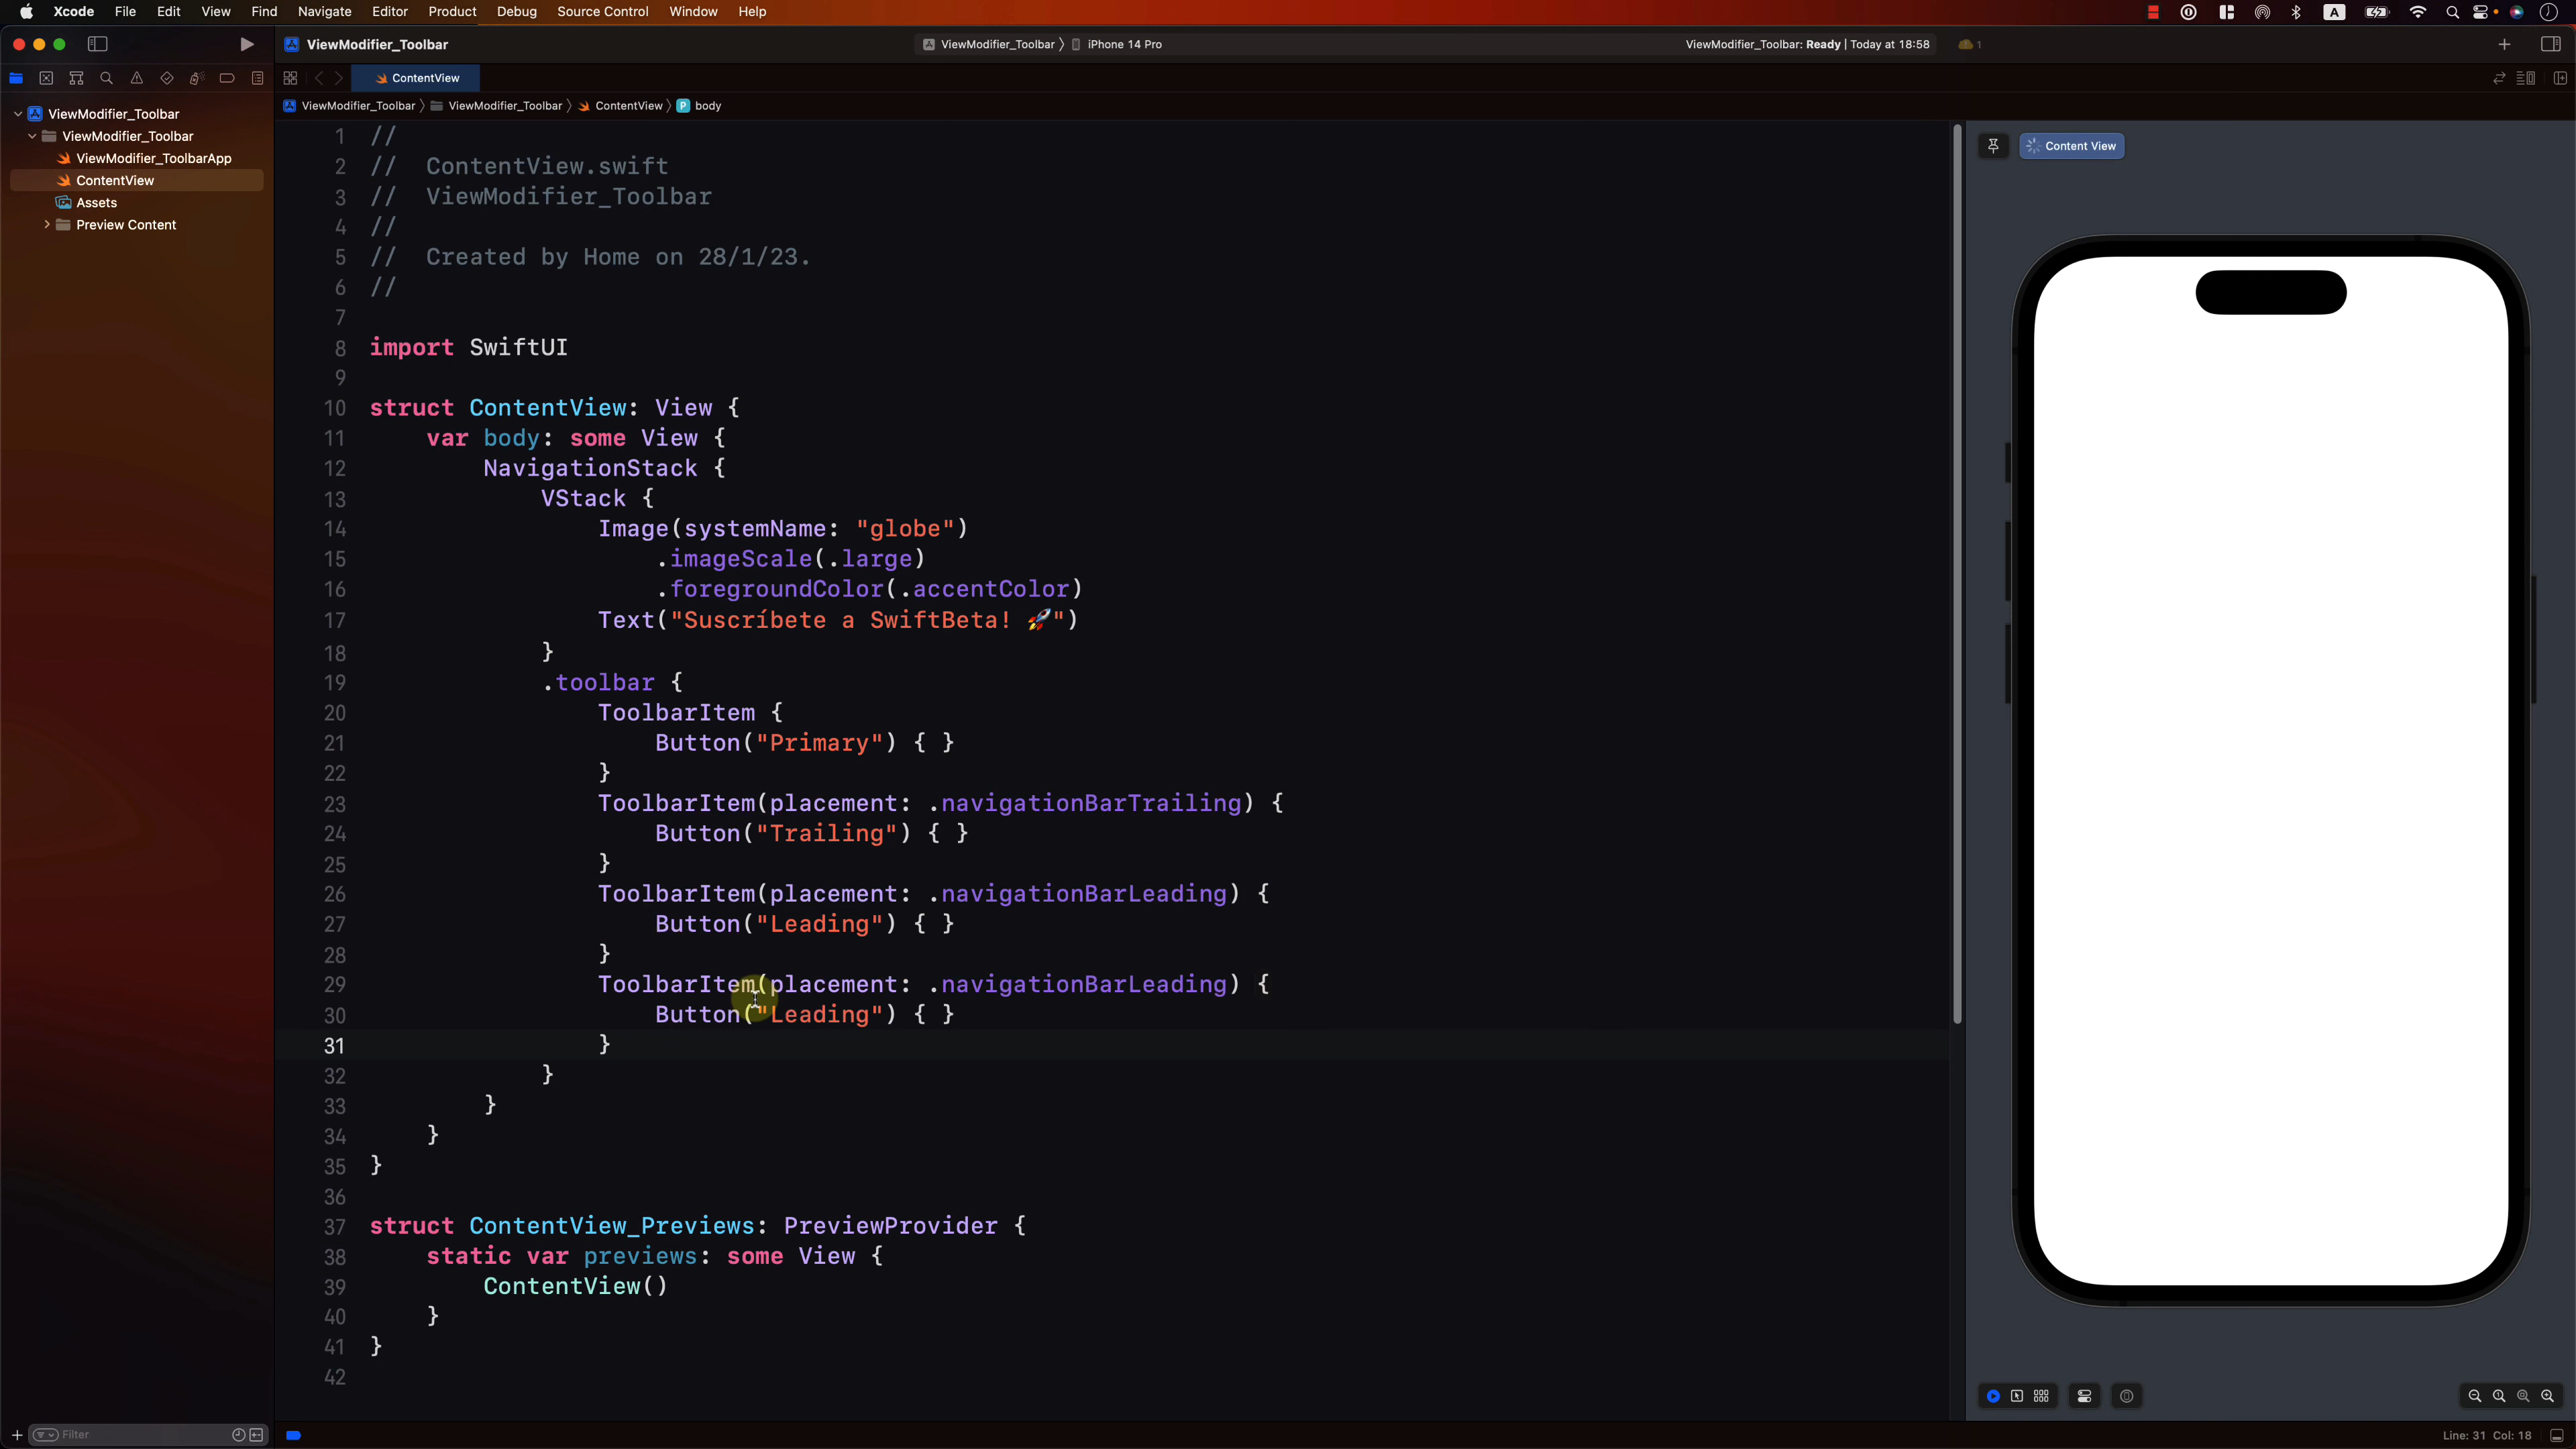 Xcode File Edit View Find Navigate Editor Product Debug Source Control Window Help
ViewModifier_Toolbar
ViewModifier_Toolbar 〉 iPhone 14 Pro
ViewModifier_Toolbar: Ready | Today at 18:58
1
ContentView
ViewModifier_Toolbar 〉 ViewModifier_Toolbar 〉 ContentView 〉 P body
ViewModifier_Toolbar
ViewModifier_Toolbar
ViewModifier_ToolbarApp
ContentView
Assets
Preview Content
1 //
2 //  ContentView.swift
3 //  ViewModifier_Toolbar
4 //
5 //  Created by Home on 28/1/23.
6 //
7
8 import SwiftUI
9
10 struct ContentView: View {
11     var body: some View {
12         NavigationStack {
13             VStack {
14                 Image(systemName: "globe")
15                     .imageScale(.large)
16                     .foregroundColor(.accentColor)
17                 Text("Suscríbete a SwiftBeta! 🚀")
18             }
19             .toolbar {
20                 ToolbarItem {
21                     Button("Primary") { }
22                 }
23                 ToolbarItem(placement: .navigationBarTrailing) {
24                     Button("Trailing") { }
25                 }
26                 ToolbarItem(placement: .navigationBarLeading) {
27                     Button("Leading") { }
28                 }
29                 ToolbarItem(placement: .navigationBarLeading) {
30                     Button("Leading") { }
31                 }
32             }
33         }
34     }
35 }
36
37 struct ContentView_Previews: PreviewProvider {
38     static var previews: some View {
39         ContentView()
40     }
41 }
42
Content View
Filter
Line: 31 Col: 18